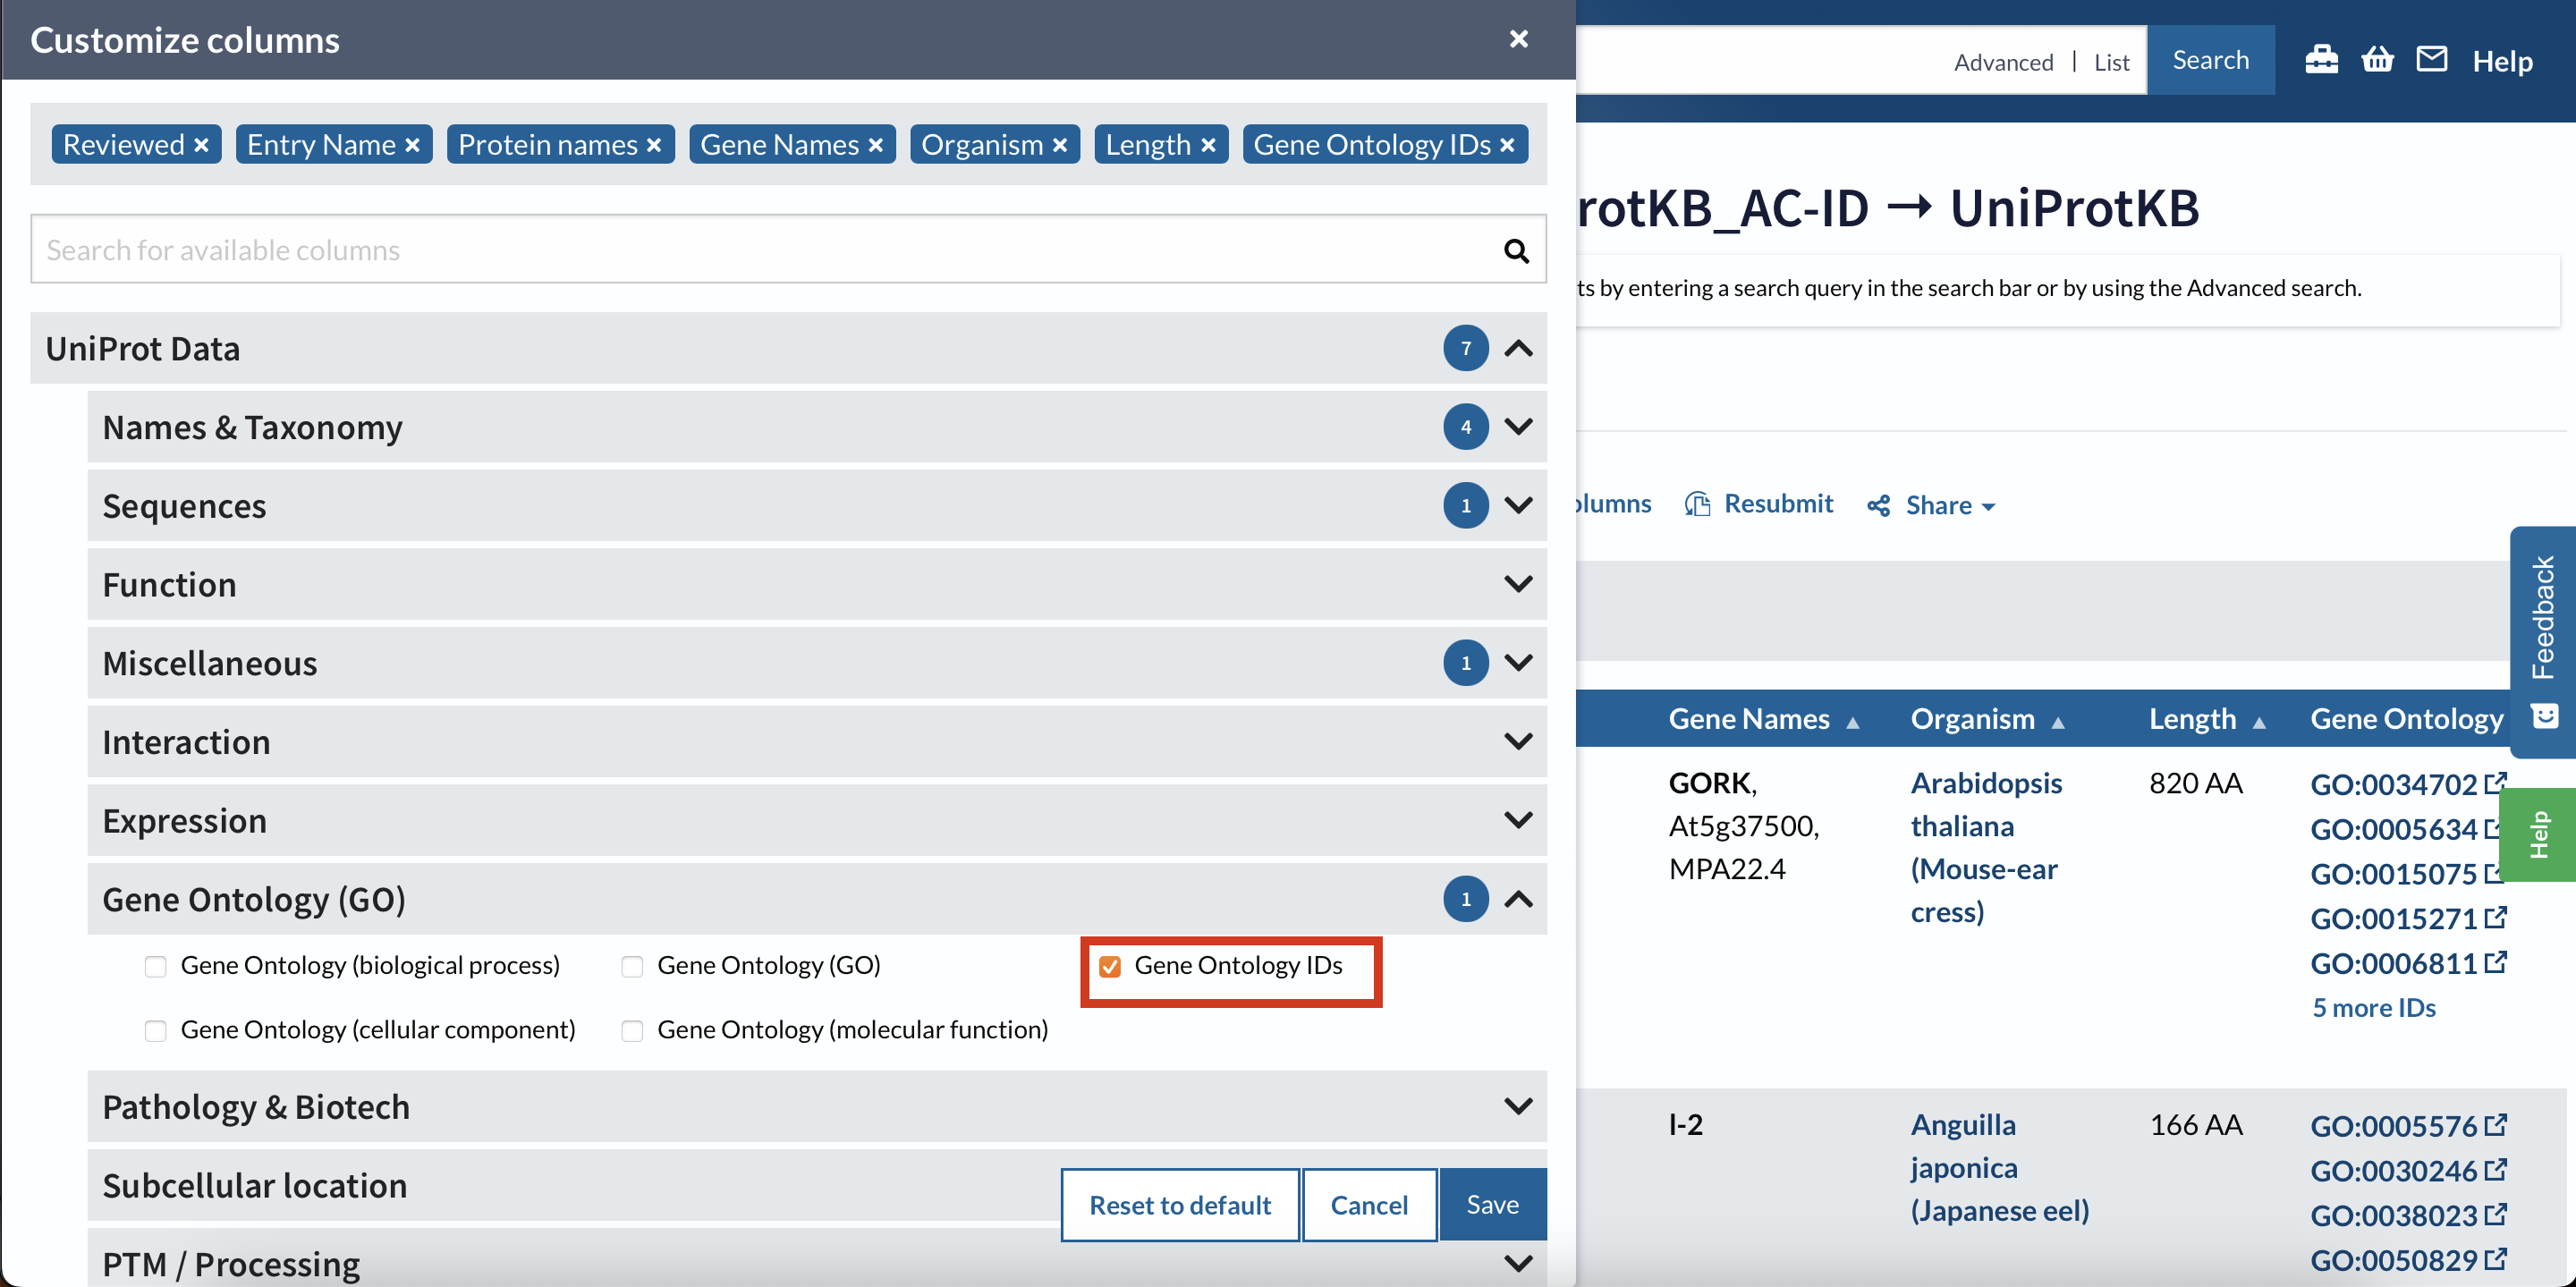 Customize columns
Advanced | List Search Help
Reviewed Entry Name Protein names Gene Names Organism Length Gene Ontology IDs
Search for available columns
UniProt Data 7
Names & Taxonomy 4
Sequences 1
Function
Miscellaneous 1
Interaction
Expression
Gene Ontology (GO) 1
Gene Ontology (biological process) Gene Ontology (GO) Gene Ontology IDs
Gene Ontology (cellular component) Gene Ontology (molecular function)
Pathology & Biotech
Subcellular location
Reset to default Cancel Save
PTM / Processing
rotKB_AC-ID → UniProtKB
ts by entering a search query in the search bar or by using the Advanced search.
olumns Resubmit Share
Feedback
Help
Gene Names Organism Length Gene Ontology
GORK, Arabidopsis 820 AA GO:0034702
At5g37500, thaliana GO:0005634
MPA22.4 (Mouse-ear GO:0015075
cress) GO:0015271
GO:0006811
5 more IDs
l-2 Anguilla 166 AA GO:0005576
japonica GO:0030246
(Japanese eel) GO:0038023
GO:0050829